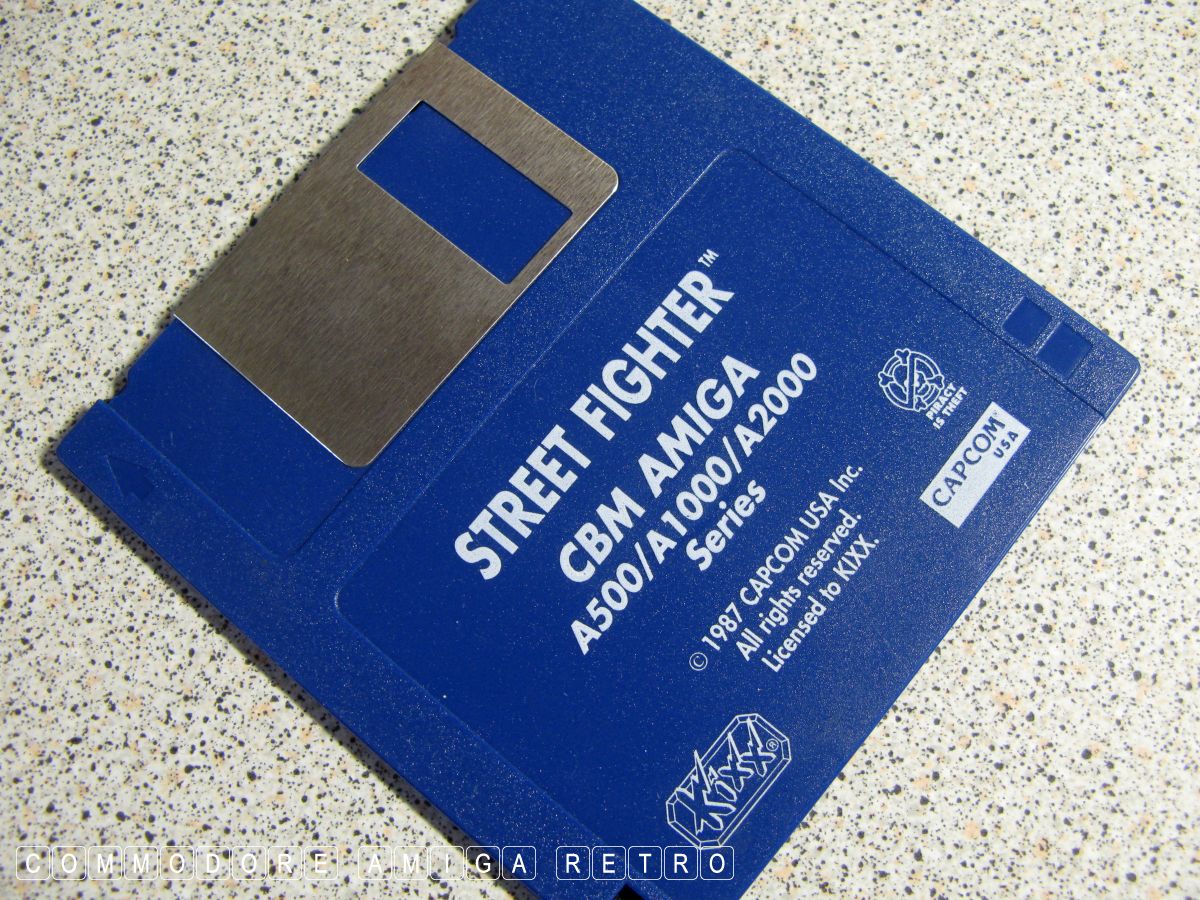 STREET FIGHTER™
CBM AMIGA
A500/A1000/A2000
Series
© 1987 CAPCOM USA Inc.
All rights reserved.
Licensed to KIXX.
PIRACY
IS THEFT
CAPCOM
USA
KIXX®
COMMODORE AMIGA RETRO